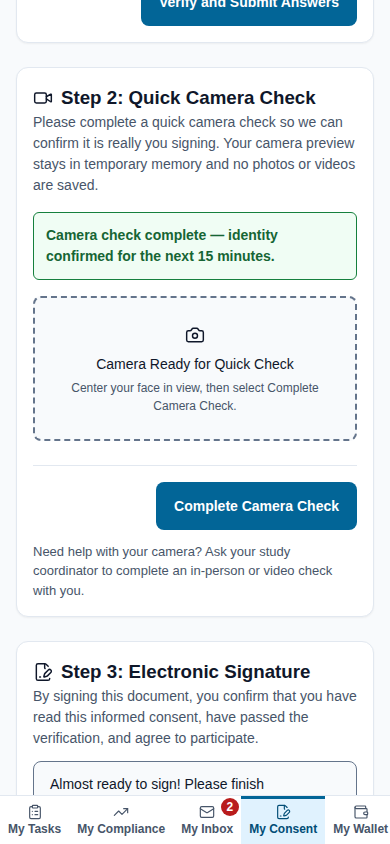 Verify and Submit Answers
Step 2: Quick Camera Check
Please complete a quick camera check so we can
confirm it is really you signing. Your camera preview
stays in temporary memory and no photos or videos
are saved.
Camera check complete — identity
confirmed for the next 15 minutes.
Camera Ready for Quick Check
Center your face in view, then select Complete
Camera Check.
Complete Camera Check
Need help with your camera? Ask your study
coordinator to complete an in-person or video check
with you.
Step 3: Electronic Signature
By signing this document, you confirm that you have
read this informed consent, have passed the
verification, and agree to participate.
Almost ready to sign! Please finish
2
My Tasks My Compliance My Inbox My Consent My Wallet